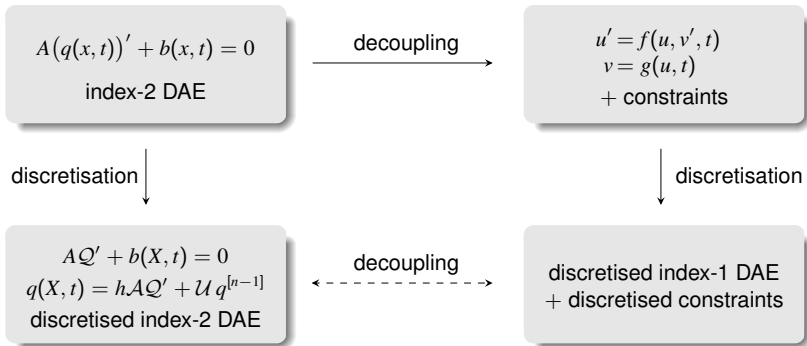 A(q(x, t))′ + b(x, t) = 0
index-2 DAE
decoupling
u′ = f(u, v′, t)
v = g(u, t)
+ constraints
discretisation
discretisation
A𝒬′ + b(X, t) = 0
q(X, t) = h𝒜𝒬′ + 𝒰 q^[n−1]
discretised index-2 DAE
decoupling
discretised index-1 DAE
+ discretised constraints